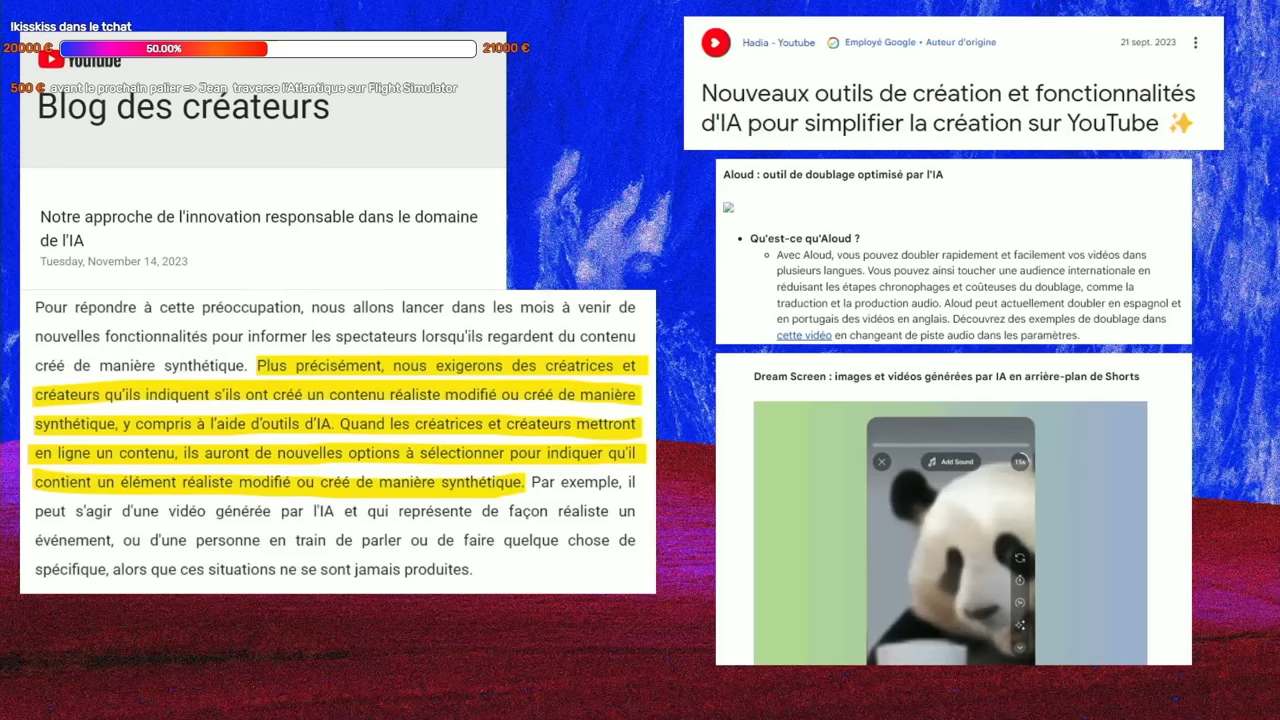 Ikisskiss dans le tchat
20000 € 50.00% 21000 €
YouTube
500 € avant le prochain palier => Jean traverse l'Atlantique sur Flight Simulator
Blog des créateurs
Notre approche de l'innovation responsable dans le domaine
de l'IA
Tuesday, November 14, 2023
Pour répondre à cette préoccupation, nous allons lancer dans les mois à venir de
nouvelles fonctionnalités pour informer les spectateurs lorsqu'ils regardent du contenu
créé de manière synthétique. Plus précisément, nous exigerons des créatrices et
créateurs qu'ils indiquent s'ils ont créé un contenu réaliste modifié ou créé de manière
synthétique, y compris à l'aide d'outils d'IA. Quand les créatrices et créateurs mettront
en ligne un contenu, ils auront de nouvelles options à sélectionner pour indiquer qu'il
contient un élément réaliste modifié ou créé de manière synthétique. Par exemple, il
peut s'agir d'une vidéo générée par l'IA et qui représente de façon réaliste un
événement, ou d'une personne en train de parler ou de faire quelque chose de
spécifique, alors que ces situations ne se sont jamais produites.
Hadia - Youtube Employé Google • Auteur d'origine 21 sept. 2023
Nouveaux outils de création et fonctionnalités
d'IA pour simplifier la création sur YouTube ✨
Aloud : outil de doublage optimisé par l'IA
Qu'est-ce qu'Aloud ?
Avec Aloud, vous pouvez doubler rapidement et facilement vos vidéos dans
plusieurs langues. Vous pouvez ainsi toucher une audience internationale en
réduisant les étapes chronophages et coûteuses du doublage, comme la
traduction et la production audio. Aloud peut actuellement doubler en espagnol et
en portugais des vidéos en anglais. Découvrez des exemples de doublage dans
cette vidéo en changeant de piste audio dans les paramètres.
Dream Screen : images et vidéos générées par IA en arrière-plan de Shorts
Add Sound
15s